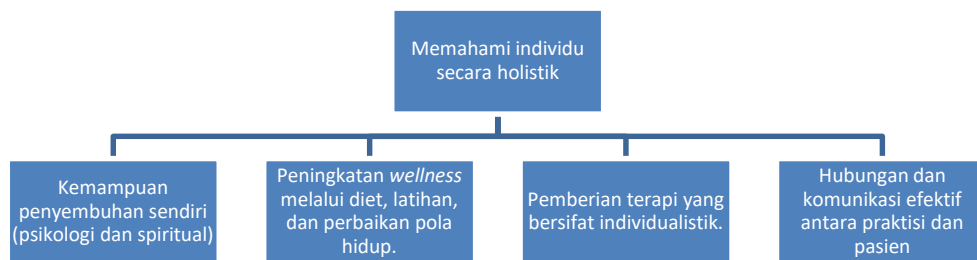 Memahami individu
secara holistik
Kemampuan
penyembuhan sendiri
(psikologi dan spiritual)
Peningkatan wellness
melalui diet, latihan,
dan perbaikan pola
hidup.
Pemberian terapi yang
bersifat individualistik.
Hubungan dan
komunikasi efektif
antara praktisi dan
pasien